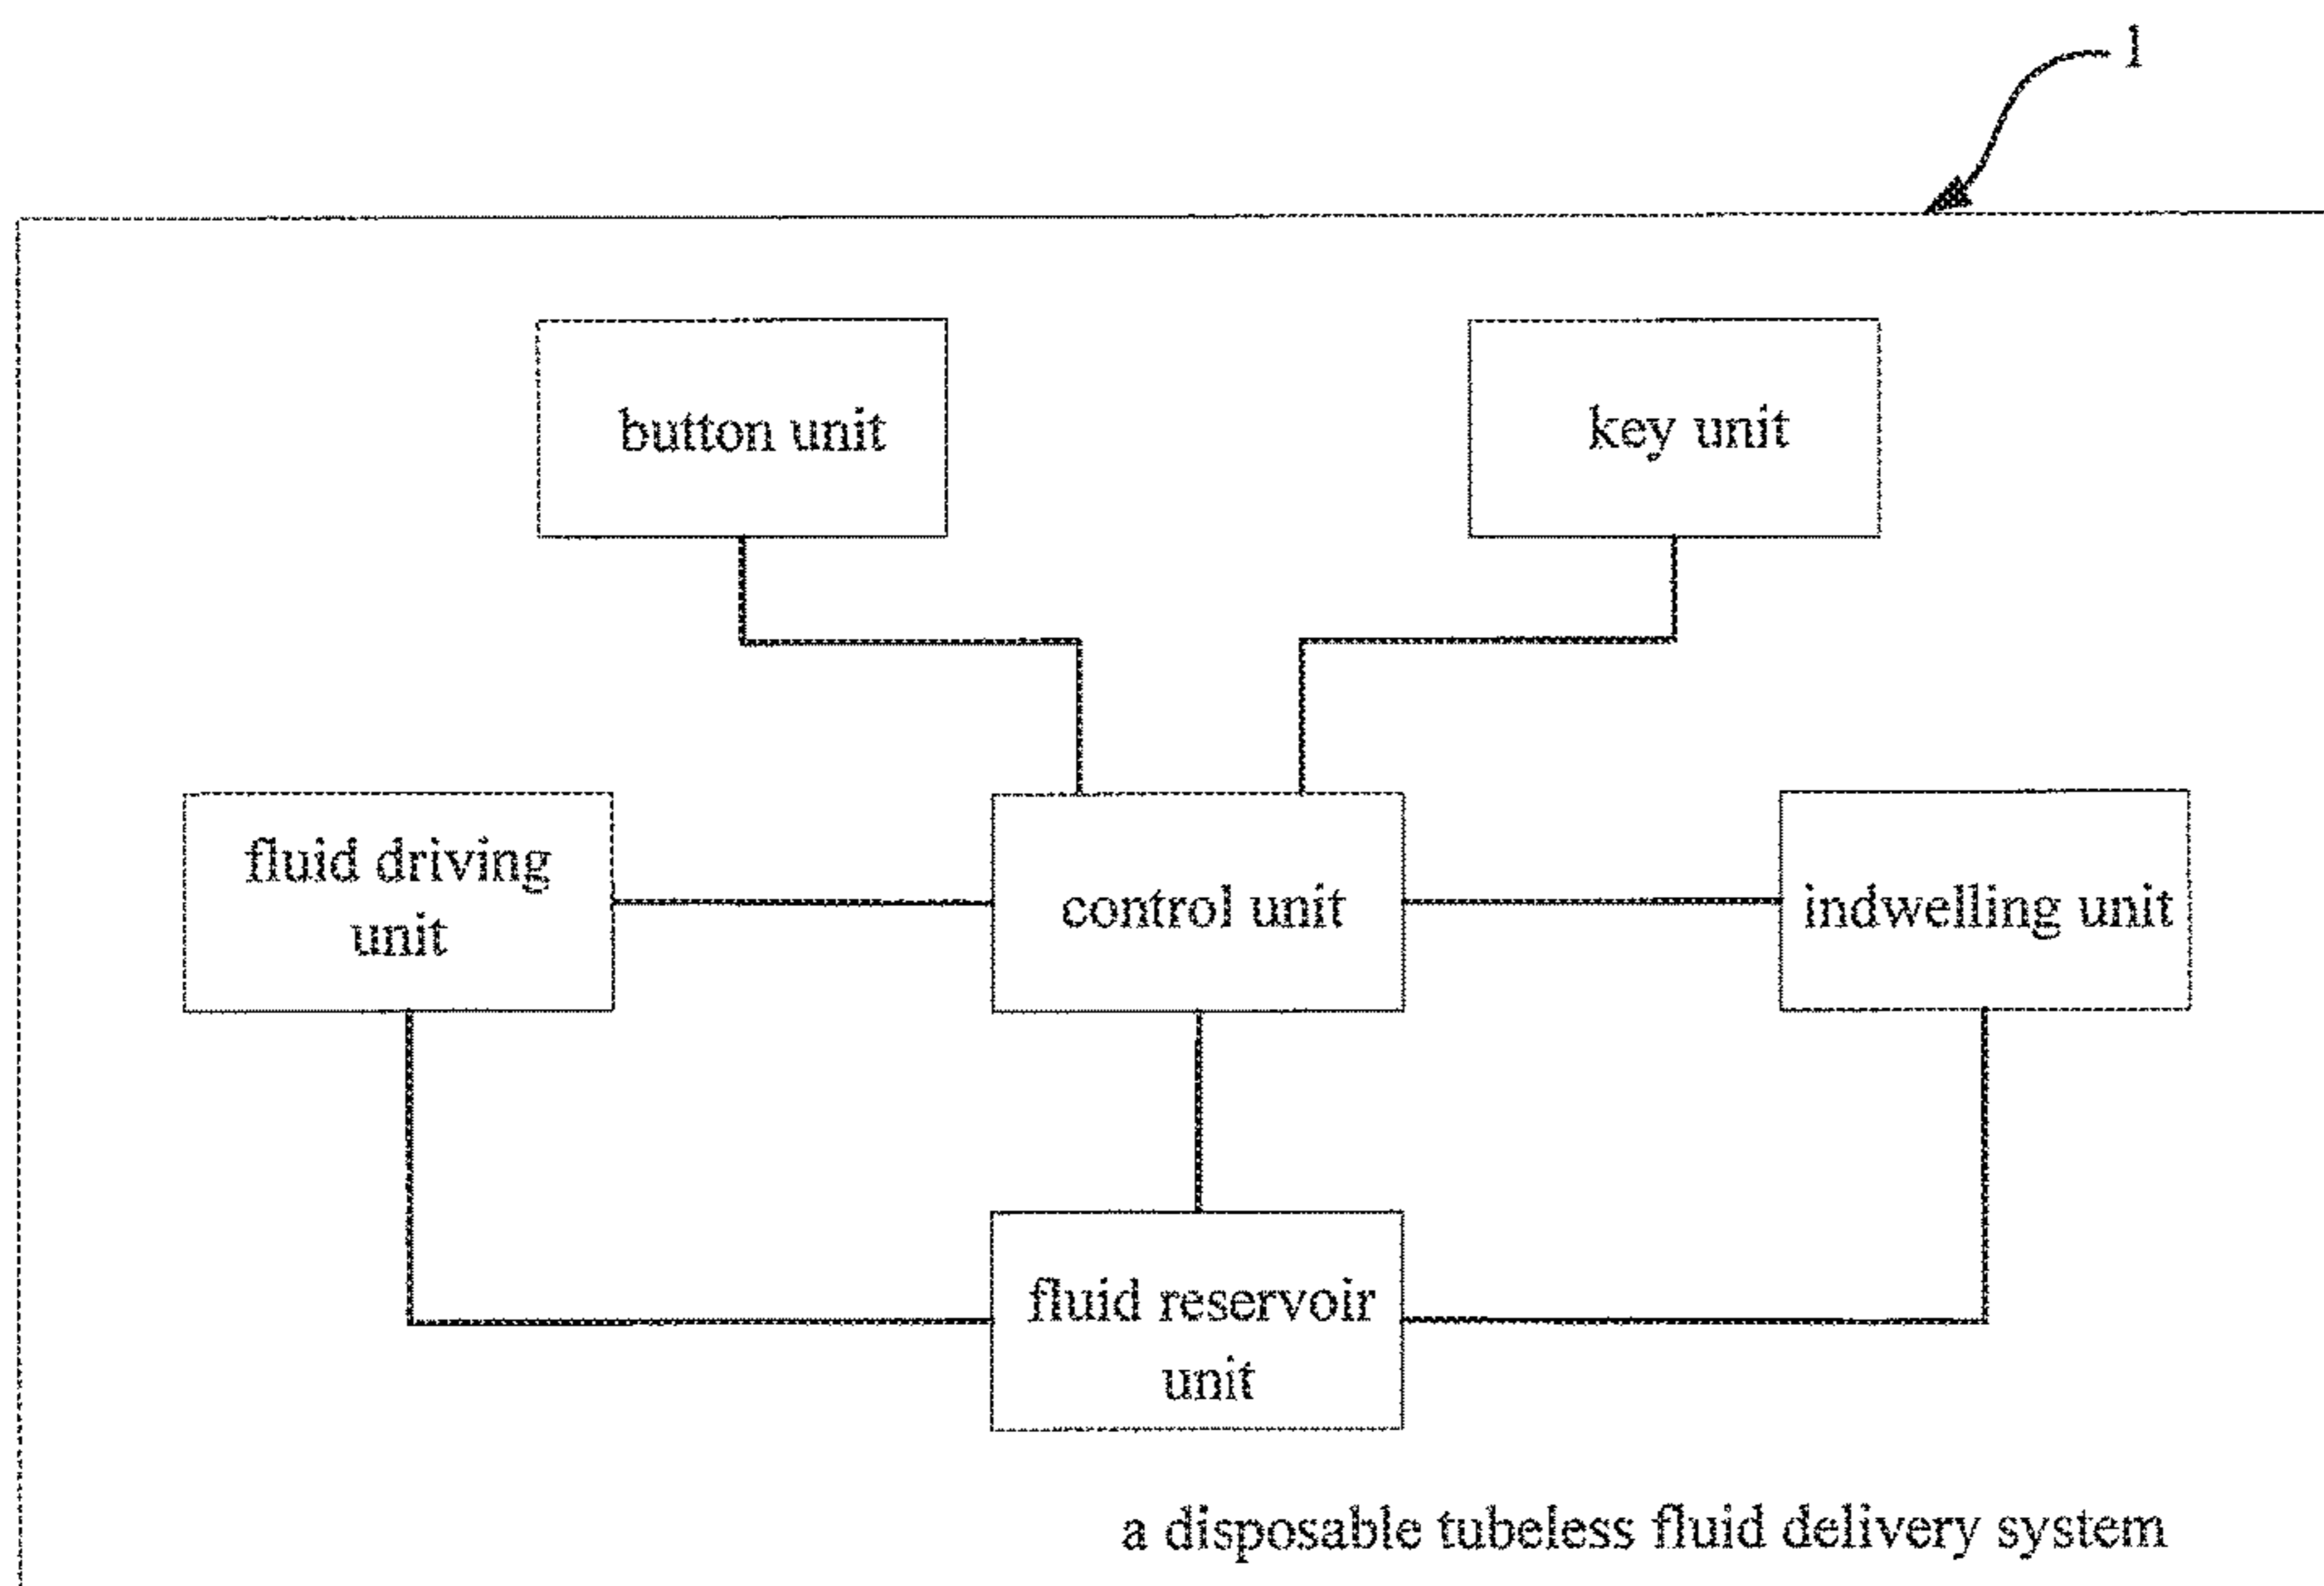 1
button unit
key unit
fluid driving
unit
control unit
indwelling unit
fluid reservoir
unit
a disposable tubeless fluid delivery system